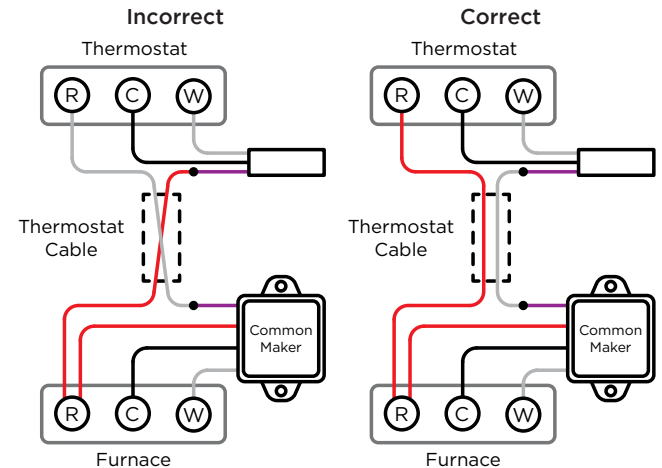 Incorrect
Thermostat
R C W
Thermostat
Cable
Common
Maker
R C W
Furnace
Correct
Thermostat
R C W
Thermostat
Cable
Common
Maker
R C W
Furnace